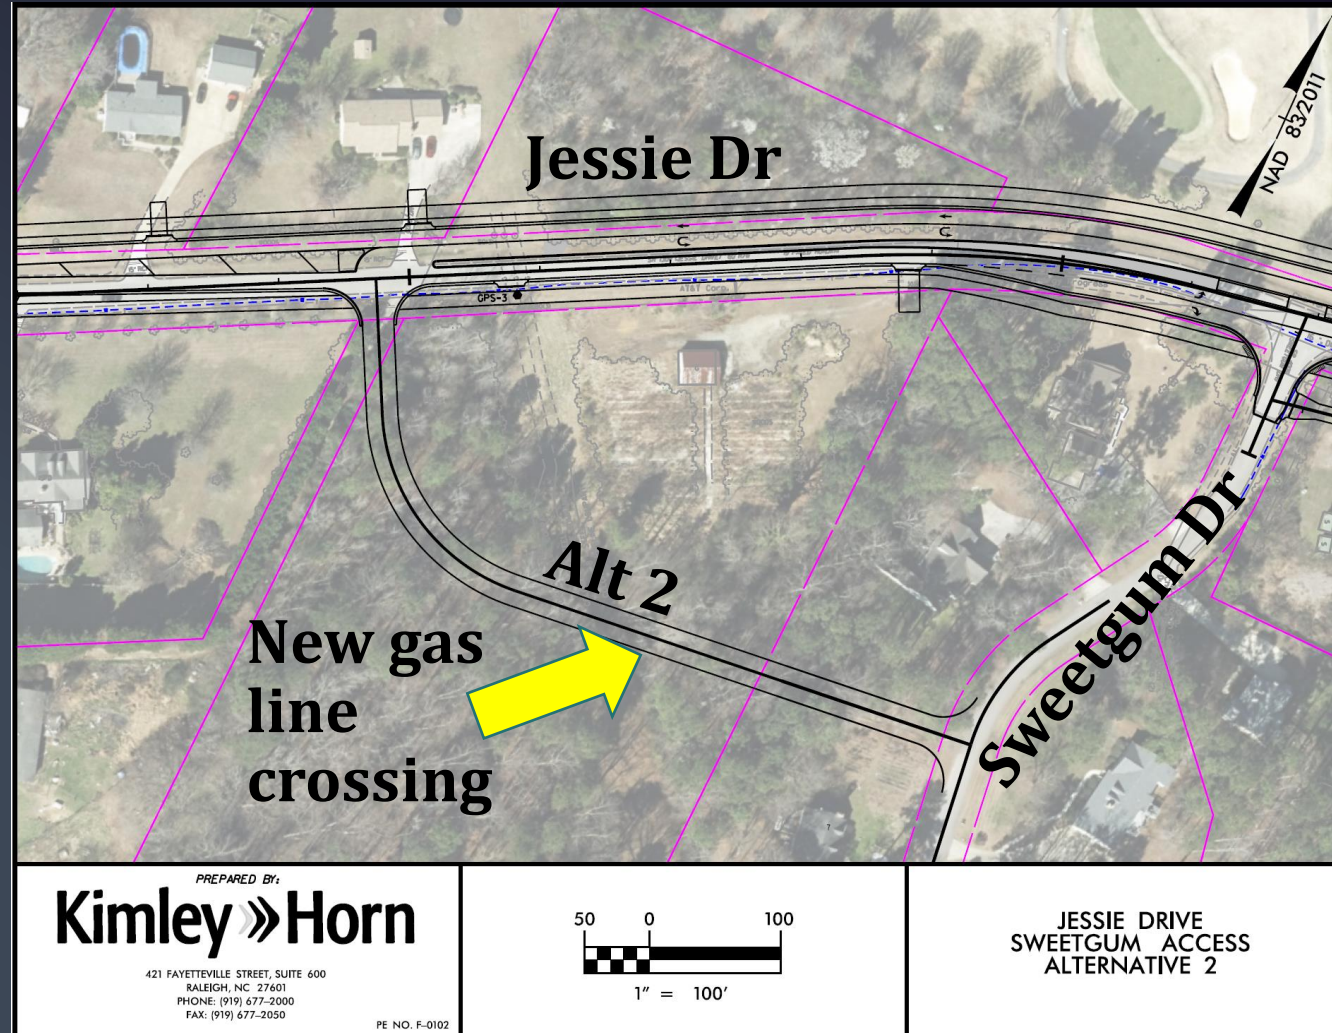 Jessie Dr
NAD 83/2011
GPS-3
AT&T Corp.
Alt 2
New gas
line
crossing
Sweetgum Dr
PREPARED BY:
Kimley Horn
421 FAYETTEVILLE STREET, SUITE 600
RALEIGH, NC 27601
PHONE: (919) 677-2000
FAX: (919) 677-2050
PE NO. F-0102
50 0 100
1" = 100'
JESSIE DRIVE
SWEETGUM ACCESS
ALTERNATIVE 2